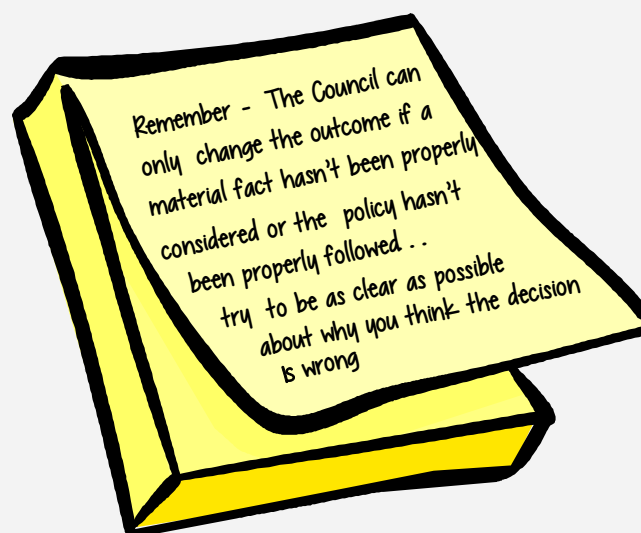 Remember - The Council can
only change the outcome if a
material fact hasn't been properly
considered or the policy hasn't
been properly followed . .
try to be as clear as possible
about why you think the decision
is wrong